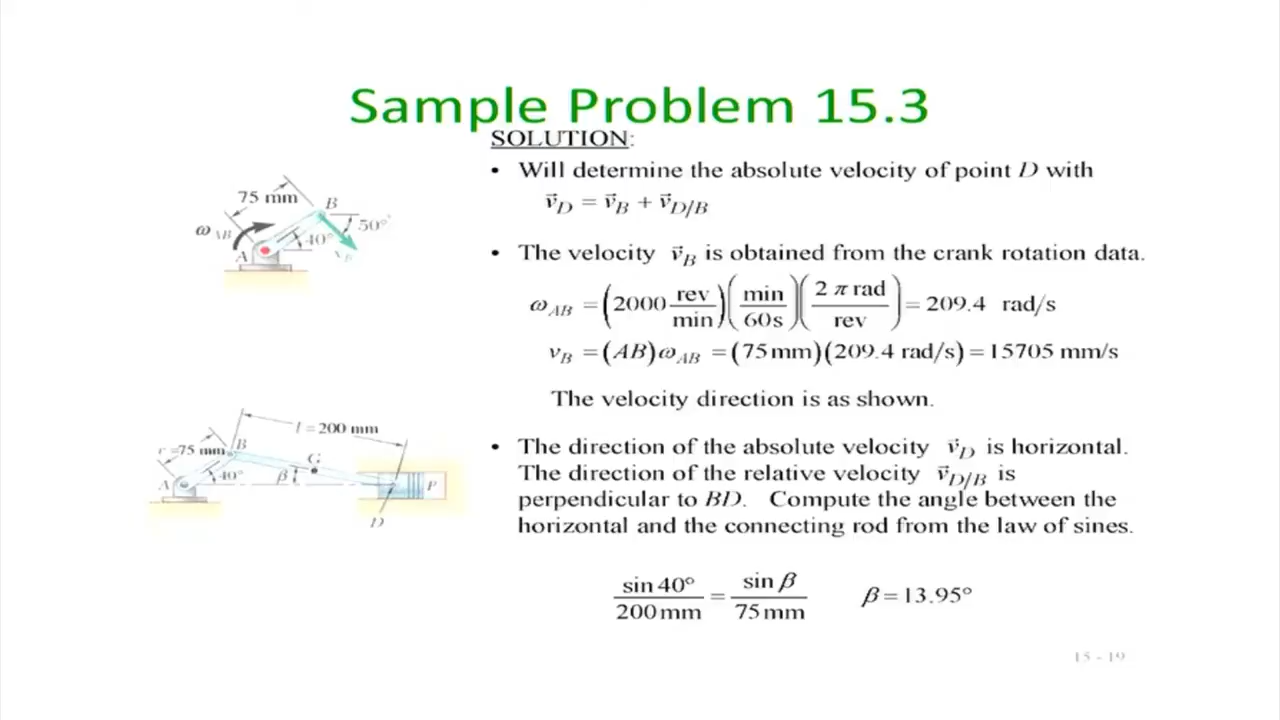 Sample Problem 15.3
SOLUTION:
• Will determine the absolute velocity of point D with
v⃗_D = v⃗_B + v⃗_D/B
• The velocity v⃗_B is obtained from the crank rotation data.
ω_AB = (2000 rev/min)(min/60s)(2 π rad/rev) = 209.4 rad/s
v_B = (AB)ω_AB = (75 mm)(209.4 rad/s) = 15705 mm/s
The velocity direction is as shown.
• The direction of the absolute velocity v⃗_D is horizontal.
The direction of the relative velocity v⃗_D/B is
perpendicular to BD. Compute the angle between the
horizontal and the connecting rod from the law of sines.
sin 40°/200 mm = sin β/75 mm β = 13.95°
75 mm
B
ω_AB
50°
40°
A
v_B
l = 200 mm
r = 75 mm
B
G
A
40°
β
P
D
15 - 19